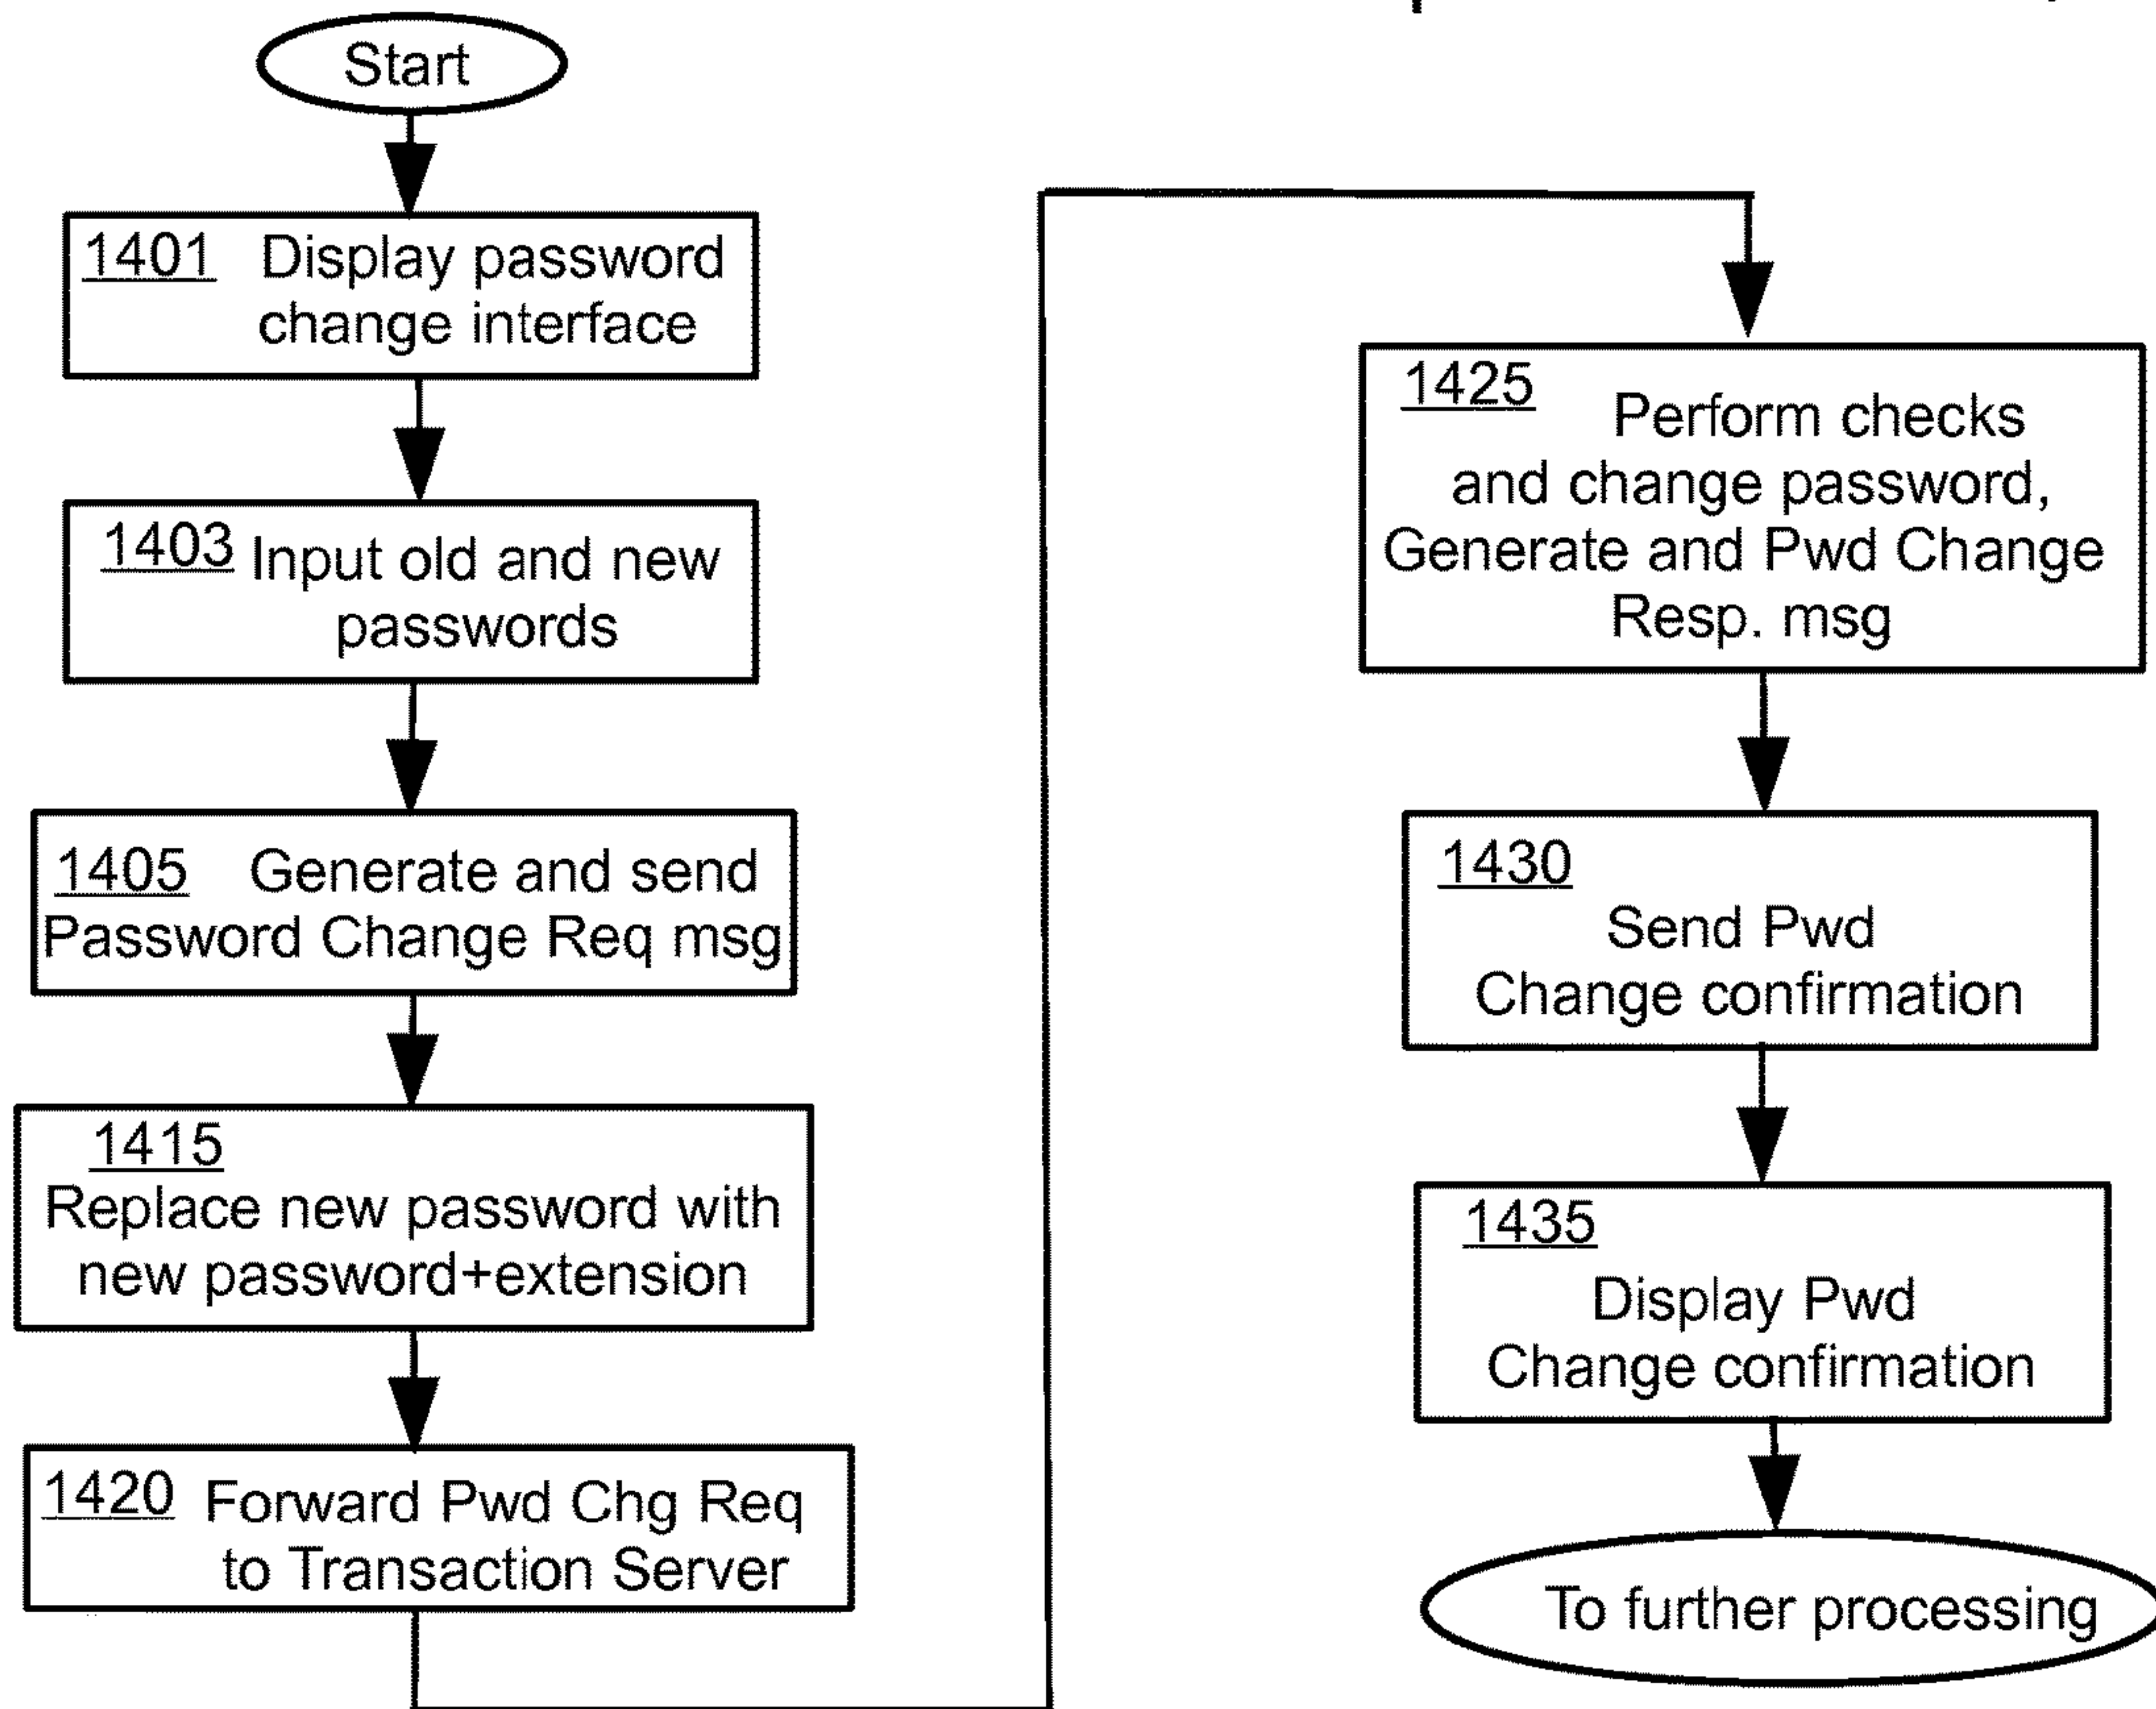 Start
1401 Display password
change interface
1403 Input old and new
passwords
1405 Generate and send
Password Change Req msg
1415
Replace new password with
new password+extension
1420 Forward Pwd Chg Req
to Transaction Server
1425
Perform checks
and change password,
Generate and Pwd Change
Resp. msg
1430
Send Pwd
Change confirmation
1435
Display Pwd
Change confirmation
To further processing